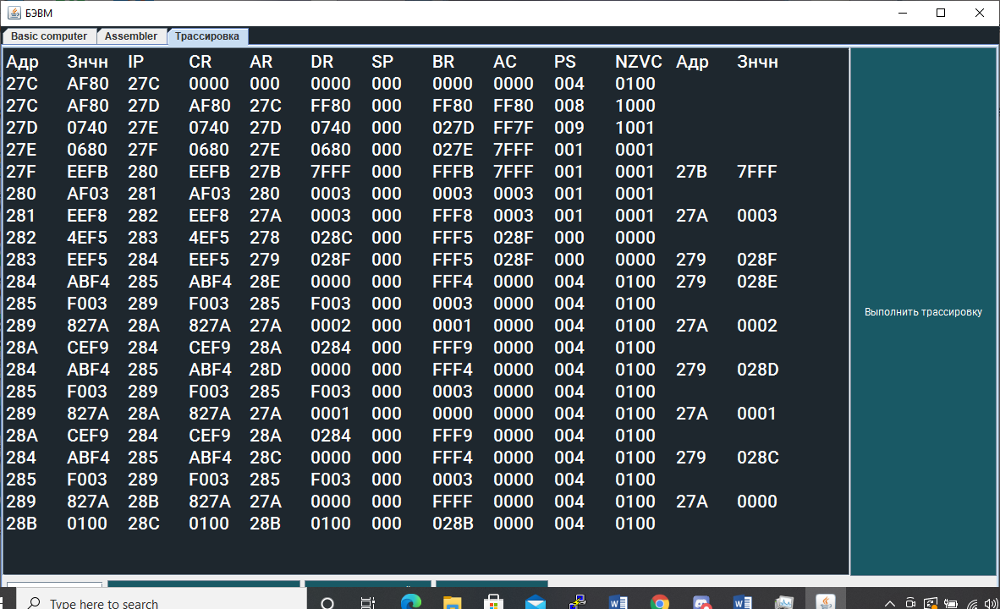 БЭВМ
Basic computer Assembler Трассировка
Адр Знчн IP CR AR DR SP BR AC PS NZVC Адр Знчн
27C AF80 27C 0000 000 0000 000 0000 0000 004 0100
27C AF80 27D AF80 27C FF80 000 FF80 FF80 008 1000
27D 0740 27E 0740 27D 0740 000 027D FF7F 009 1001
27E 0680 27F 0680 27E 0680 000 027E 7FFF 001 0001
27F EEFB 280 EEFB 27B 7FFF 000 FFFB 7FFF 001 0001 27B 7FFF
280 AF03 281 AF03 280 0003 000 0003 0003 001 0001
281 EEF8 282 EEF8 27A 0003 000 FFF8 0003 001 0001 27A 0003
282 4EF5 283 4EF5 278 028C 000 FFF5 028F 000 0000
283 EEF5 284 EEF5 279 028F 000 FFF5 028F 000 0000 279 028F
284 ABF4 285 ABF4 28E 0000 000 FFF4 0000 004 0100 279 028E
285 F003 289 F003 285 F003 000 0003 0000 004 0100
289 827A 28A 827A 27A 0002 000 0001 0000 004 0100 27A 0002
28A CEF9 284 CEF9 28A 0284 000 FFF9 0000 004 0100
284 ABF4 285 ABF4 28D 0000 000 FFF4 0000 004 0100 279 028D
285 F003 289 F003 285 F003 000 0003 0000 004 0100
289 827A 28A 827A 27A 0001 000 0000 0000 004 0100 27A 0001
28A CEF9 284 CEF9 28A 0284 000 FFF9 0000 004 0100
284 ABF4 285 ABF4 28C 0000 000 FFF4 0000 004 0100 279 028C
285 F003 289 F003 285 F003 000 0003 0000 004 0100
289 827A 28B 827A 27A 0000 000 FFFF 0000 004 0100 27A 0000
28B 0100 28C 0100 28B 0100 000 028B 0000 004 0100
Выполнить трассировку
Type here to search